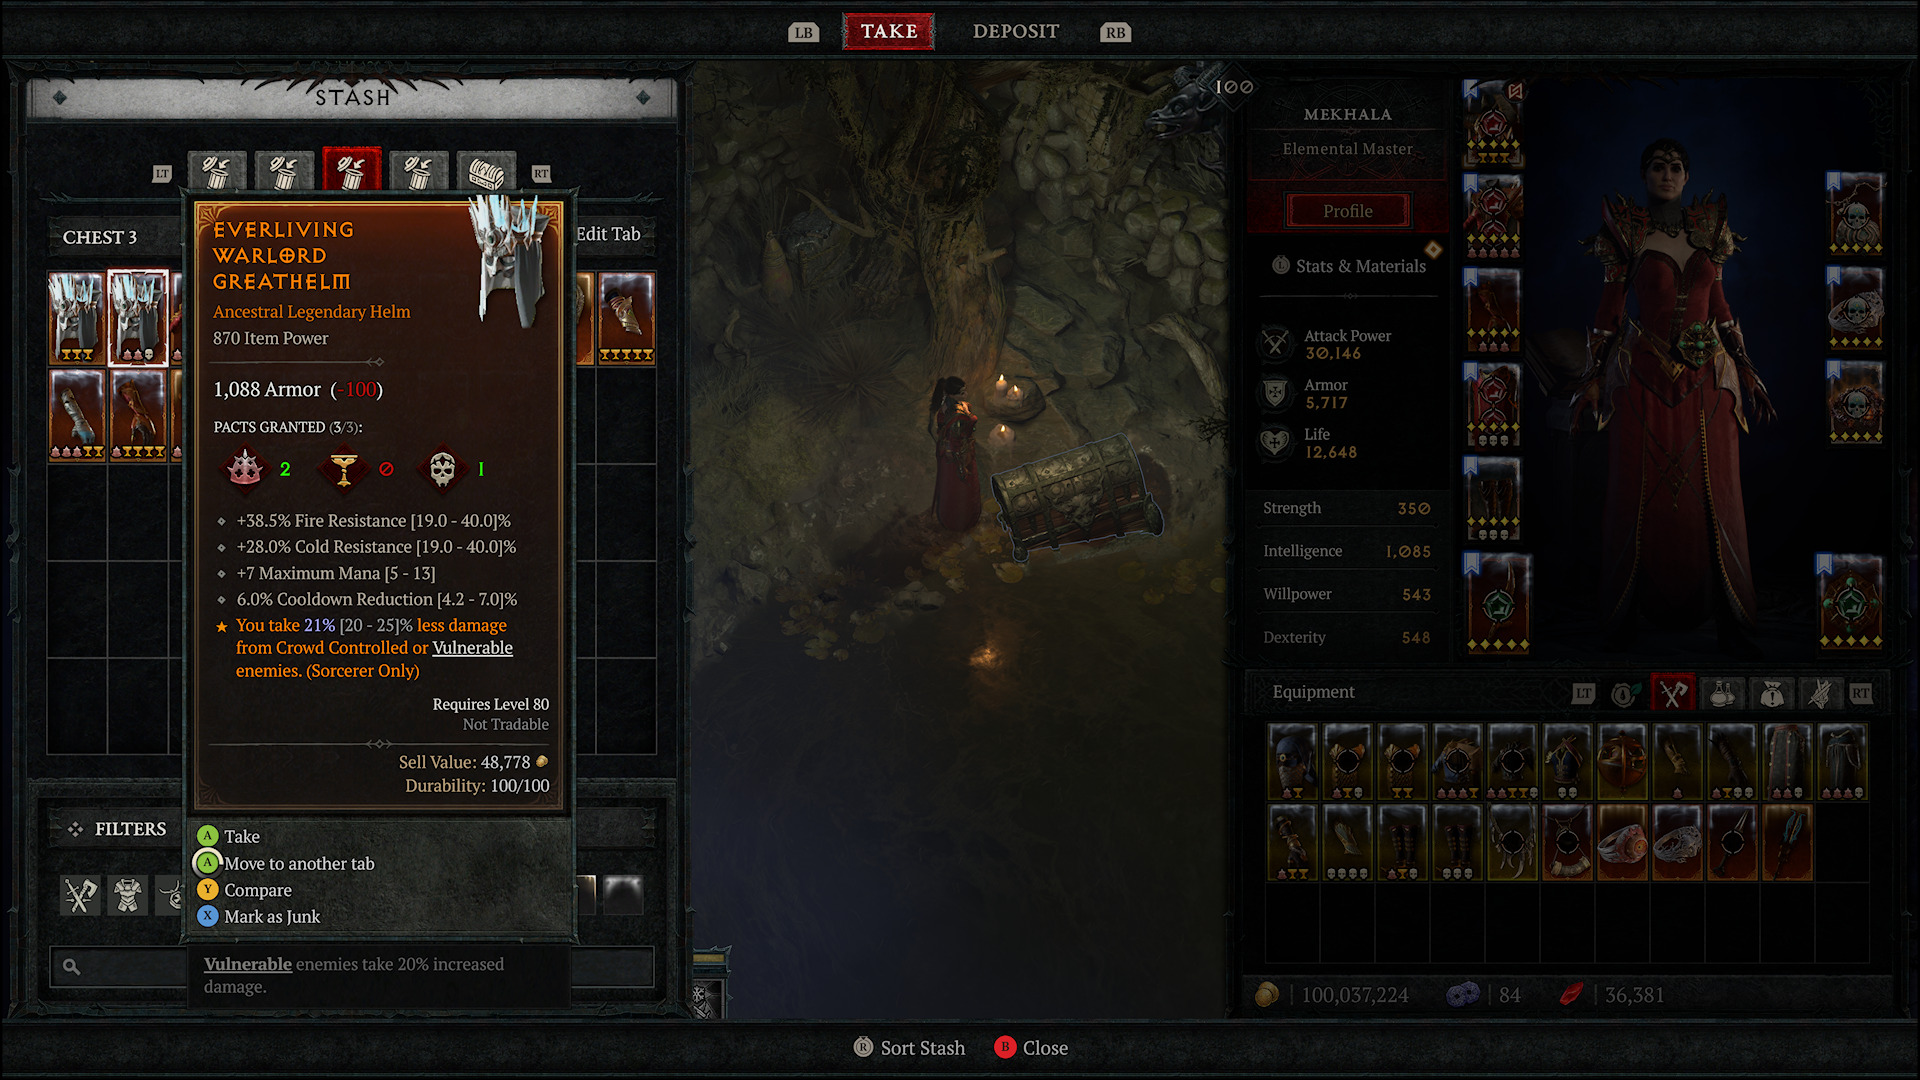 LB TAKE DEPOSIT RB
STASH
LT RT
CHEST 3
Edit Tab
EVERLIVING
WARLORD
GREATHELM
Ancestral Legendary Helm
870 Item Power
1,088 Armor (-100)
PACTS GRANTED (3/3):
2 1
+38.5% Fire Resistance [19.0 - 40.0]%
+28.0% Cold Resistance [19.0 - 40.0]%
+7 Maximum Mana [5 - 13]
6.0% Cooldown Reduction [4.2 - 7.0]%
You take 21% [20 - 25]% less damage
from Crowd Controlled or Vulnerable
enemies. (Sorcerer Only)
Requires Level 80
Not Tradable
Sell Value: 48,778
Durability: 100/100
FILTERS
A Take
A Move to another tab
Y Compare
X Mark as Junk
Vulnerable enemies take 20% increased
damage.
100
MEKHALA
Elemental Master
Profile
L Stats & Materials
Attack Power
30,146
Armor
5,717
Life
12,648
Strength 350
Intelligence 1,085
Willpower 543
Dexterity 548
Equipment
LT RT
100,037,224 84 36,381
R Sort Stash B Close